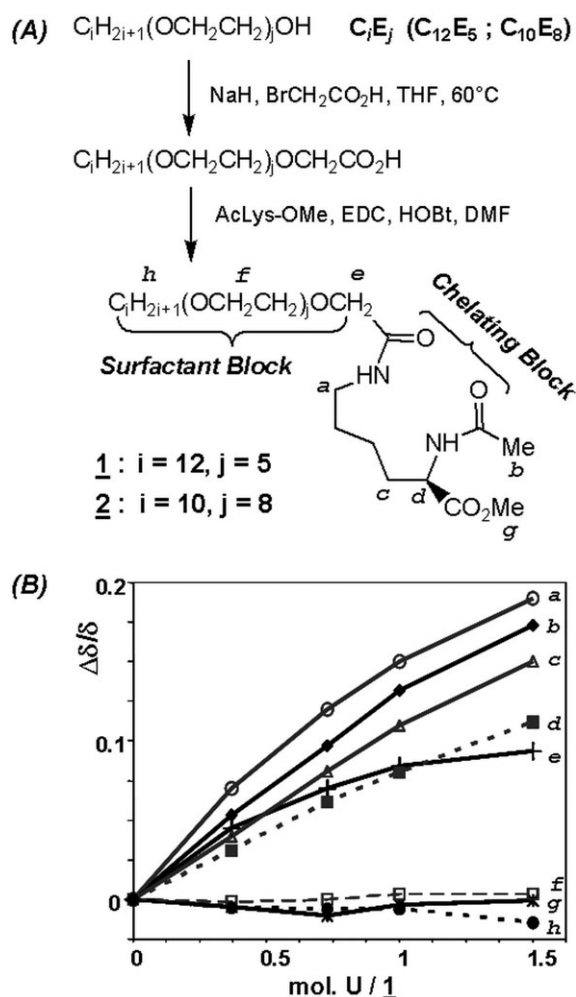 (A) CᵢH₂ᵢ₊₁(OCH₂CH₂)ⱼOH CᵢEⱼ (C₁₂E₅ ; C₁₀E₈)
NaH, BrCH₂CO₂H, THF, 60°C
CᵢH₂ᵢ₊₁(OCH₂CH₂)ⱼOCH₂CO₂H
AcLys-OMe, EDC, HOBt, DMF
h f e
CᵢH₂ᵢ₊₁(OCH₂CH₂)ⱼOCH₂
Chelating Block
Surfactant Block
O
HN
a
O
HN
Me
b
1 : i = 12, j = 5
c d
CO₂Me
g
2 : i = 10, j = 8
(B)
Δδ/δ
0.2
0.1
0
a
b
c
d
e
f
g
h
0 0.5 1 1.5
mol. U / 1